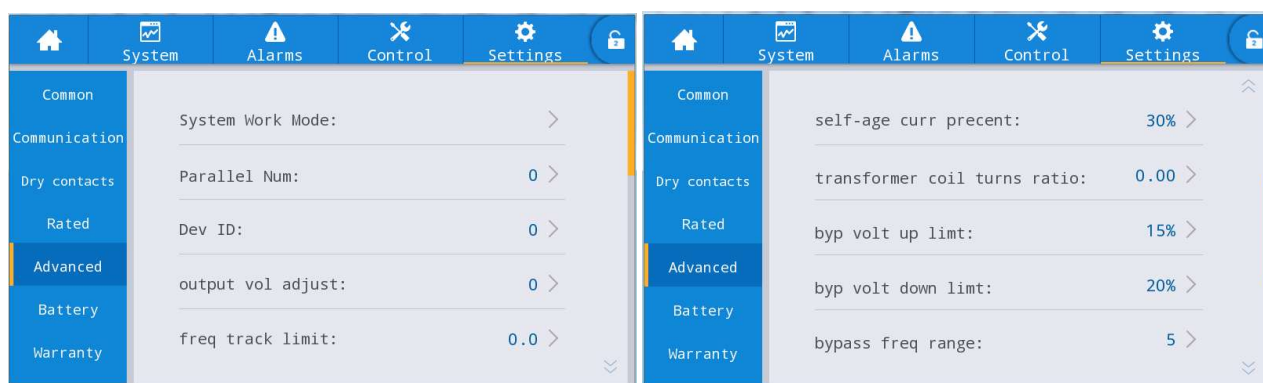 System Alarms Control Settings 2
Common
Communication
Dry contacts
Rated
Advanced
Battery
Warranty
System Work Mode:
Parallel Num: 0
Dev ID: 0
output vol adjust: 0
freq track limit: 0.0
System Alarms Control Settings 2
Common
Communication
Dry contacts
Rated
Advanced
Battery
Warranty
self-age curr precent: 30%
transformer coil turns ratio: 0.00
byp volt up limt: 15%
byp volt down limt: 20%
bypass freq range: 5